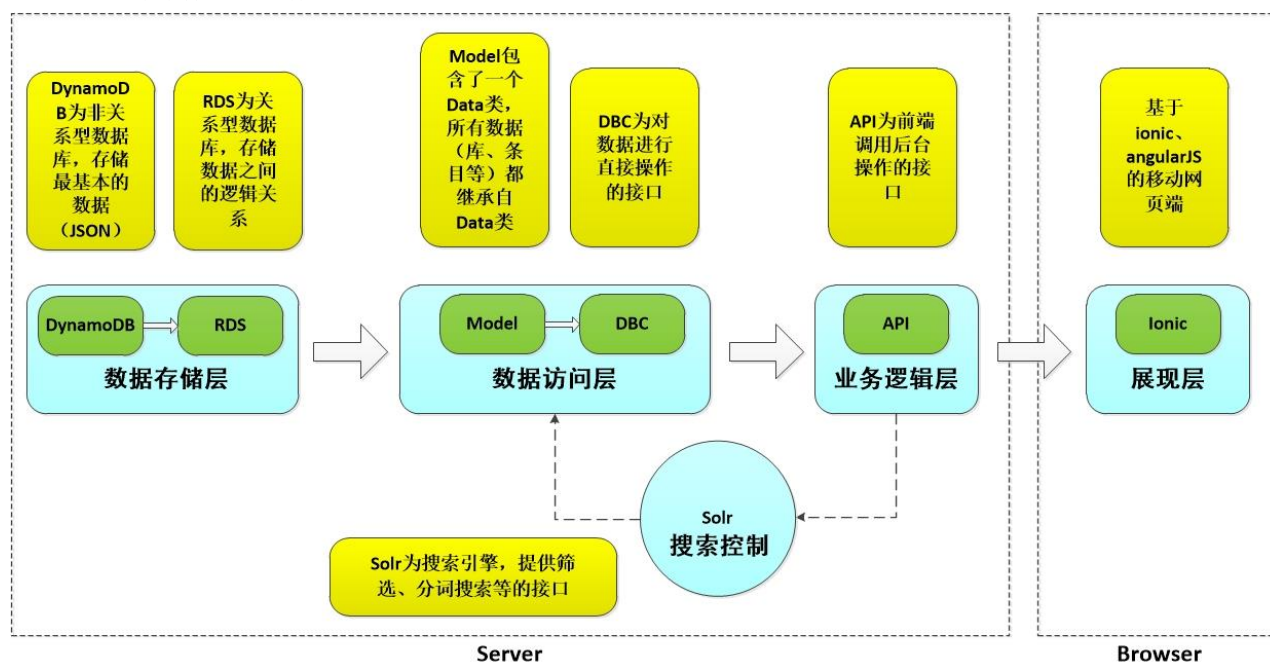 DynamoD
B为非关
系型数据
库，存储
最基本的
数据
（JSON）
RDS为关
系型数据
库，存储
数据之间
的逻辑关
系
Model包
含了一个
Data类，
所有数据
（库、条
目等）都
继承自
Data类
DBC为对
数据进行
直接操作
的接口
API为前端
调用后台
操作的接
口
基于
ionic、
angularJS
的移动网
页端
DynamoDB
RDS
数据存储层
Model
DBC
数据访问层
API
业务逻辑层
Ionic
展现层
Solr
搜索控制
Solr为搜索引擎，提供筛
选、分词搜索等的接口
Server
Browser